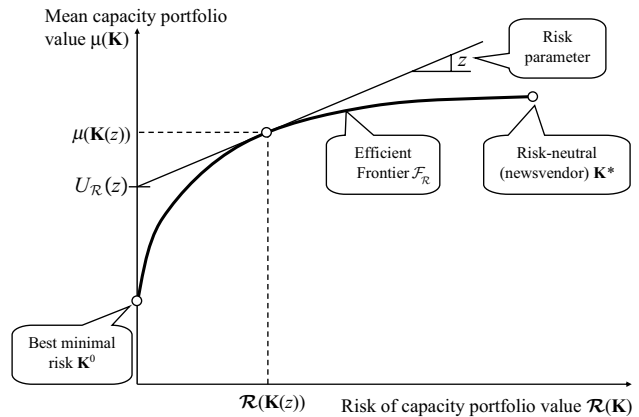 Mean capacity portfolio
value μ(K)
Risk
parameter
z
μ(K(z))
Efficient
Frontier ℱ_ℛ
Risk-neutral
(newsvendor) K*
U_ℛ(z)
Best minimal
risk K⁰
ℛ(K(z))
Risk of capacity portfolio value ℛ(K)